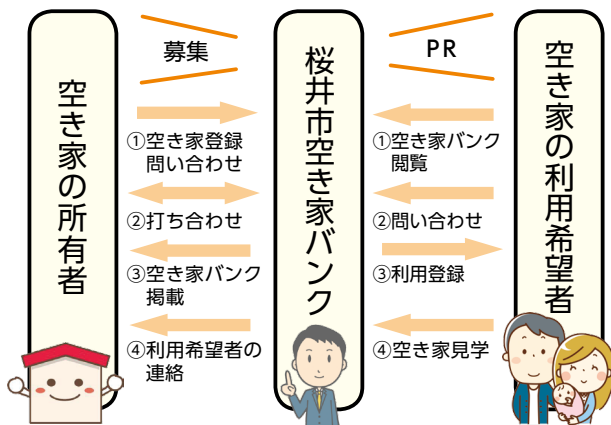 空き家の所有者
募集
①空き家登録
問い合わせ
②打ち合わせ
③空き家バンク
掲載
④利用希望者の
連絡
桜井市空き家バンク
PR
①空き家バンク
閲覧
②問い合わせ
③利用登録
④空き家見学
空き家の利用希望者